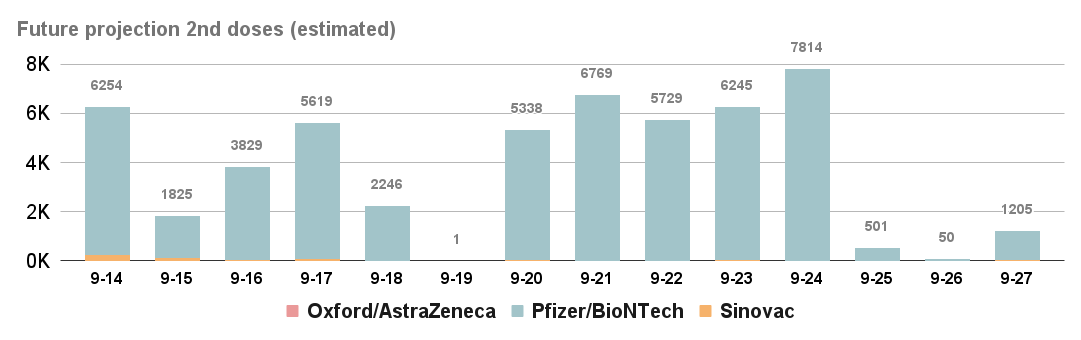 Future projection 2nd doses (estimated)
8K
6K
4K
2K
0K
6254
1825
3829
5619
2246
1
5338
6769
5729
6245
7814
501
50
1205
9-14 9-15 9-16 9-17 9-18 9-19 9-20 9-21 9-22 9-23 9-24 9-25 9-26 9-27
Oxford/AstraZeneca Pfizer/BioNTech Sinovac